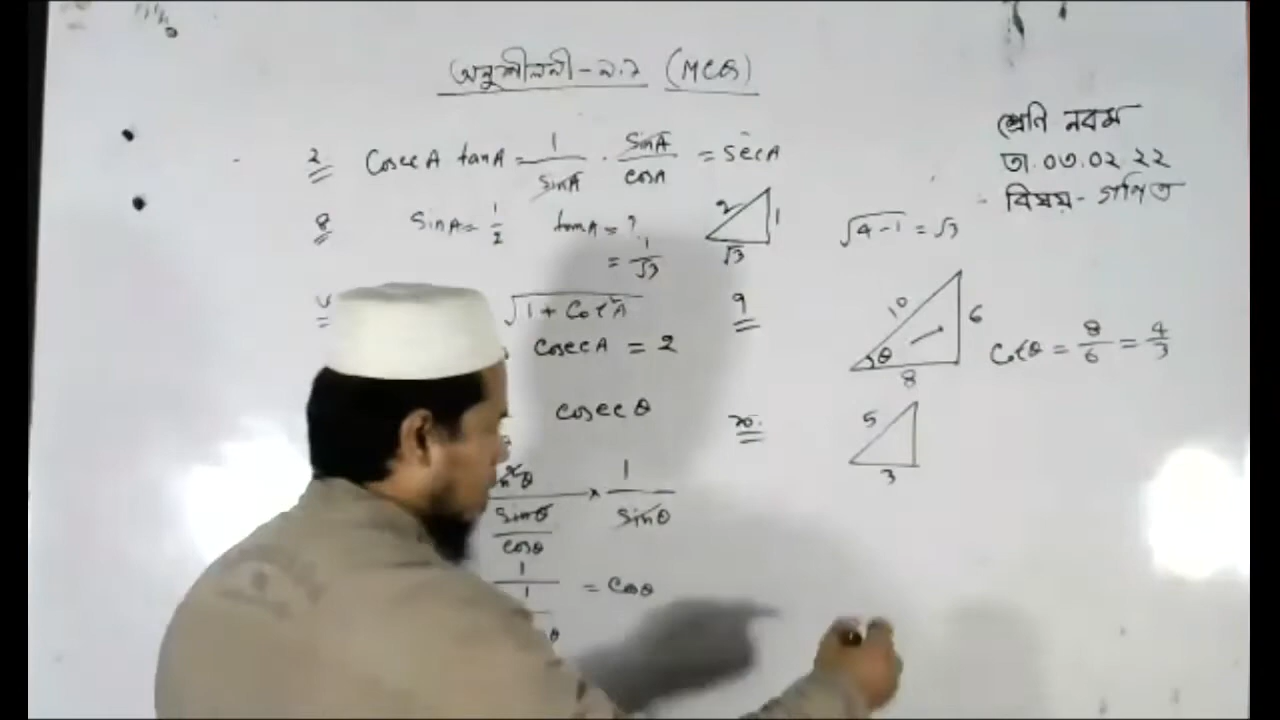 অনুশীলনী - ৯.১ (MCQ)
শ্রেণি নবম
তা. ০৩.০২.২২
বিষয় - গণিত
২ CosecA tanA = 1/sinA · sinA/cosA = secA
৪ sinA = 1/2 tanA = ?
= 1/√3
2 1 √3
√4-1 = √3
√1 + Cot²A
cosecA = 2
৭
10 6 θ 8
Cotθ = 8/6 = 4/3
cosecθ
১০.
5 3
sinθ/cosθ × 1/sinθ
1/1 = Cosθ